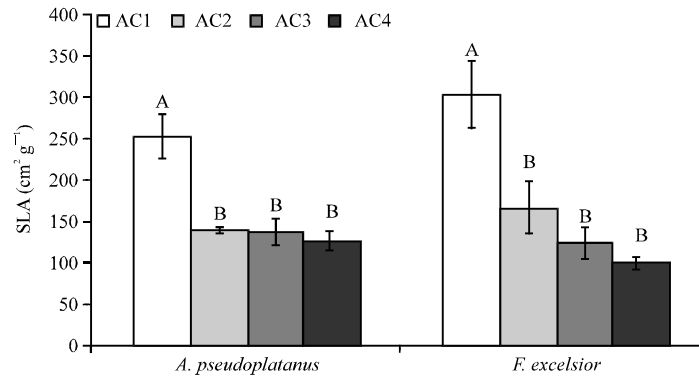 400
AC1 AC2 AC3 AC4
350
300
250
200
150
100
50
0
SLA (cm² g⁻¹)
A B B B
A B B B
A. pseudoplatanus F. excelsior